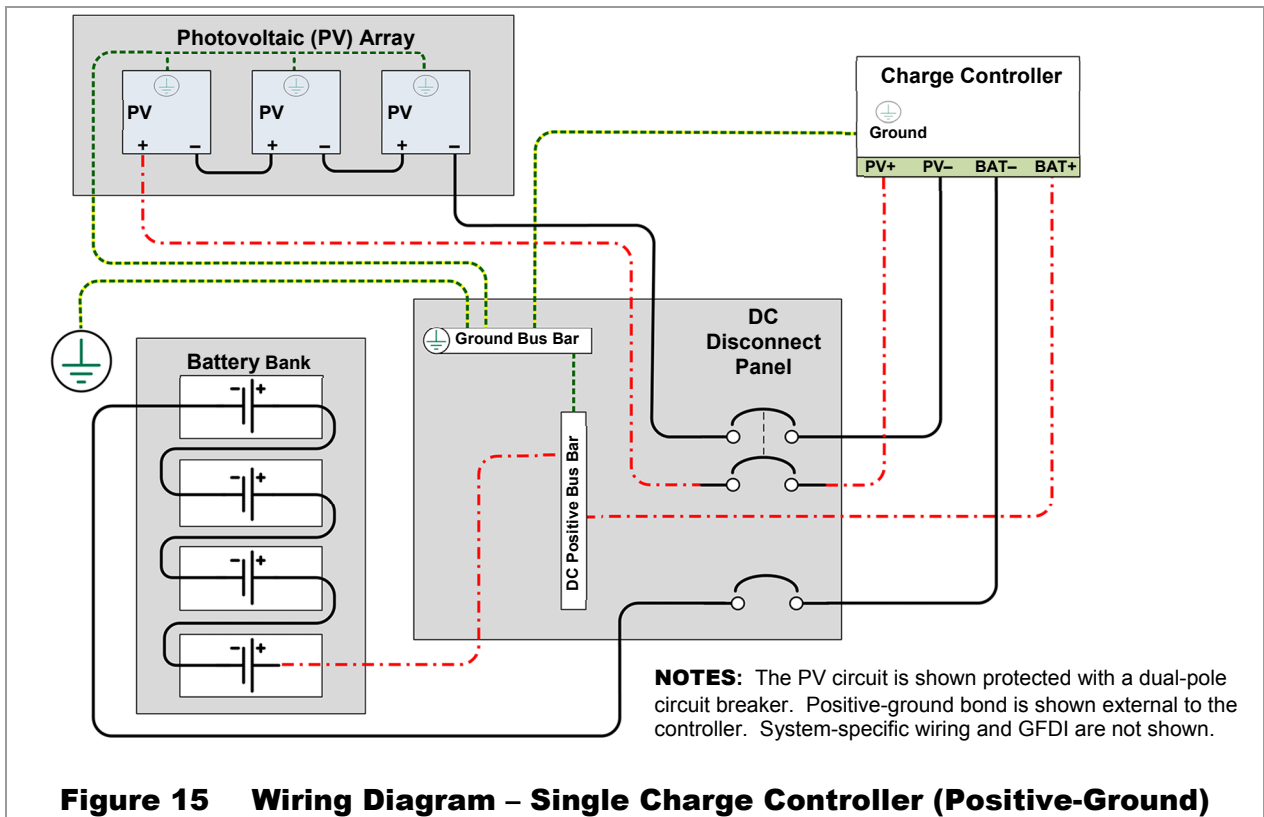 Photovoltaic (PV) Array
PV
+ –
PV
+ –
PV
+ –
Charge Controller
Ground
PV+ PV– BAT– BAT+
Ground Bus Bar
DC
Disconnect
Panel
DC Positive Bus Bar
Battery Bank
- +
- +
- +
- +
NOTES: The PV circuit is shown protected with a dual-pole
circuit breaker. Positive-ground bond is shown external to the
controller. System-specific wiring and GFDI are not shown.
Figure 15 Wiring Diagram – Single Charge Controller (Positive-Ground)